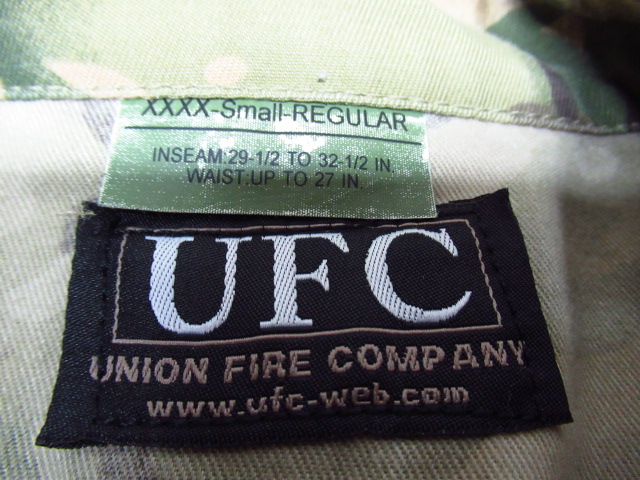 XXXX-Small-REGULAR
INSEAM.29-1/2 TO 32-1/2 IN.
WAIST.UP TO 27 IN.
UFC
UNION FIRE COMPANY
www.ufc-web.com